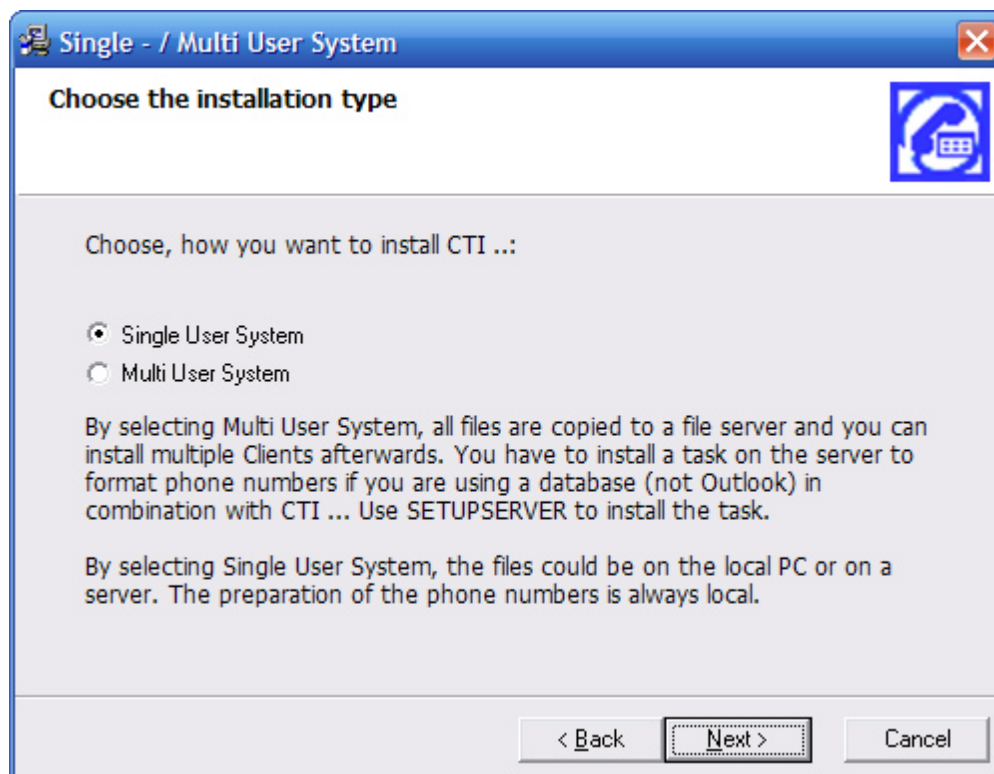 Single - / Multi User System
Choose the installation type
Choose, how you want to install CTI ..:
Single User System
Multi User System
By selecting Multi User System, all files are copied to a file server and you can
install multiple Clients afterwards. You have to install a task on the server to
format phone numbers if you are using a database (not Outlook) in
combination with CTI ... Use SETUPSERVER to install the task.
By selecting Single User System, the files could be on the local PC or on a
server. The preparation of the phone numbers is always local.
< Back
Next >
Cancel